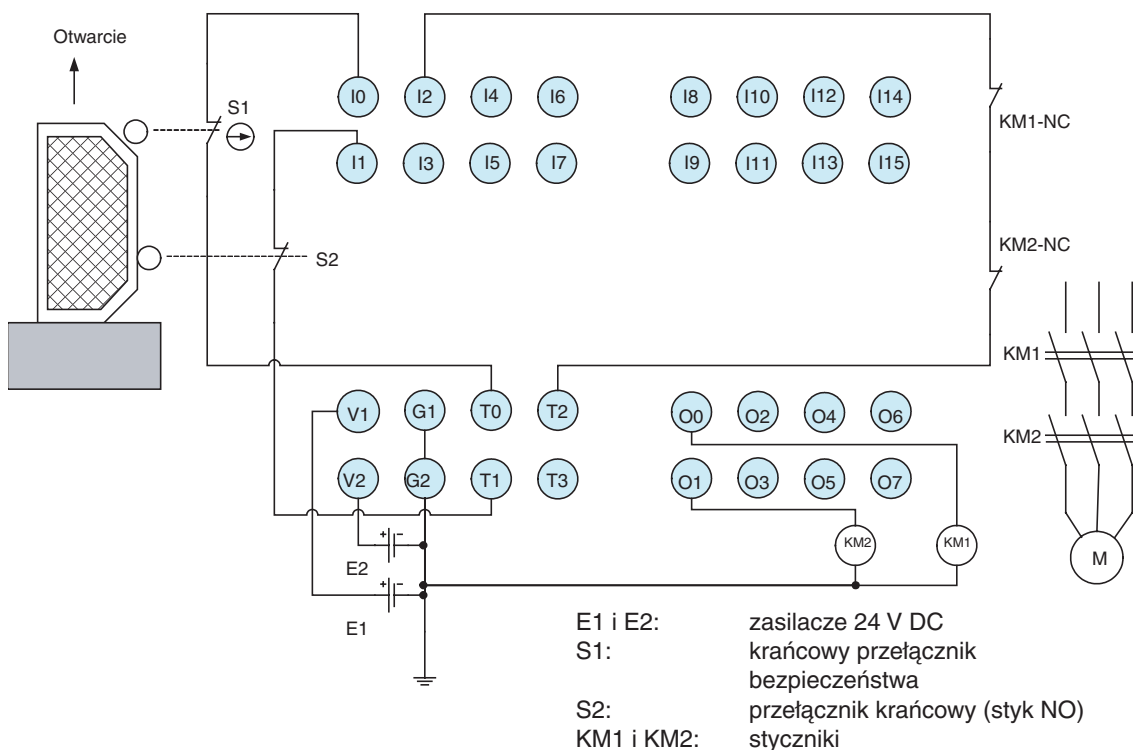 Otwarcie
S1
I0 I2 I4 I6 I8 I10 I12 I14
KM1-NC
I1 I3 I5 I7 I9 I11 I13 I15
S2
KM2-NC
KM1
V1 G1 T0 T2 O0 O2 O4 O6
KM2
V2 G2 T1 T3 O1 O3 O5 O7
+ -
E2
KM2 KM1
M
+ -
E1
E1 i E2: zasilacze 24 V DC
S1: krańcowy przełącznik
bezpieczeństwa
S2: przełącznik krańcowy (styk NO)
KM1 i KM2: styczniki